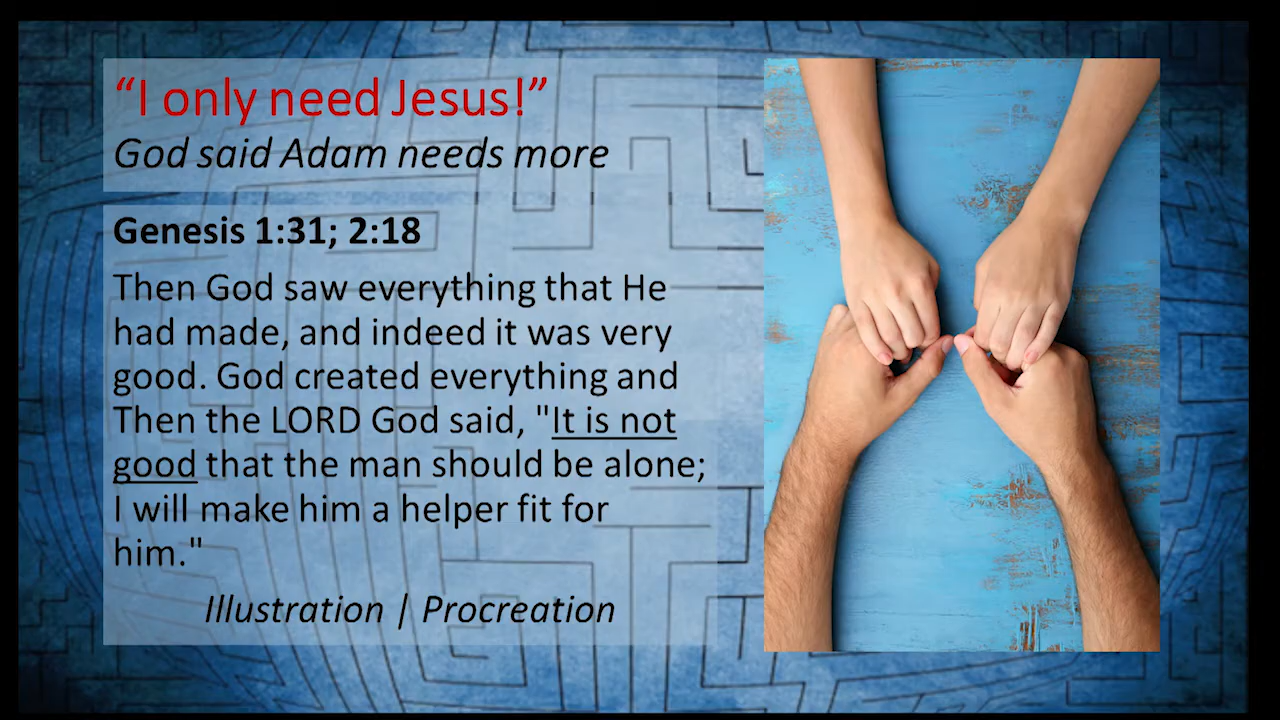 “I only need Jesus!”
God said Adam needs more
Genesis 1:31; 2:18
Then God saw everything that He
had made, and indeed it was very
good. God created everything and
Then the LORD God said, "It is not
good that the man should be alone;
I will make him a helper fit for
him."
Illustration | Procreation